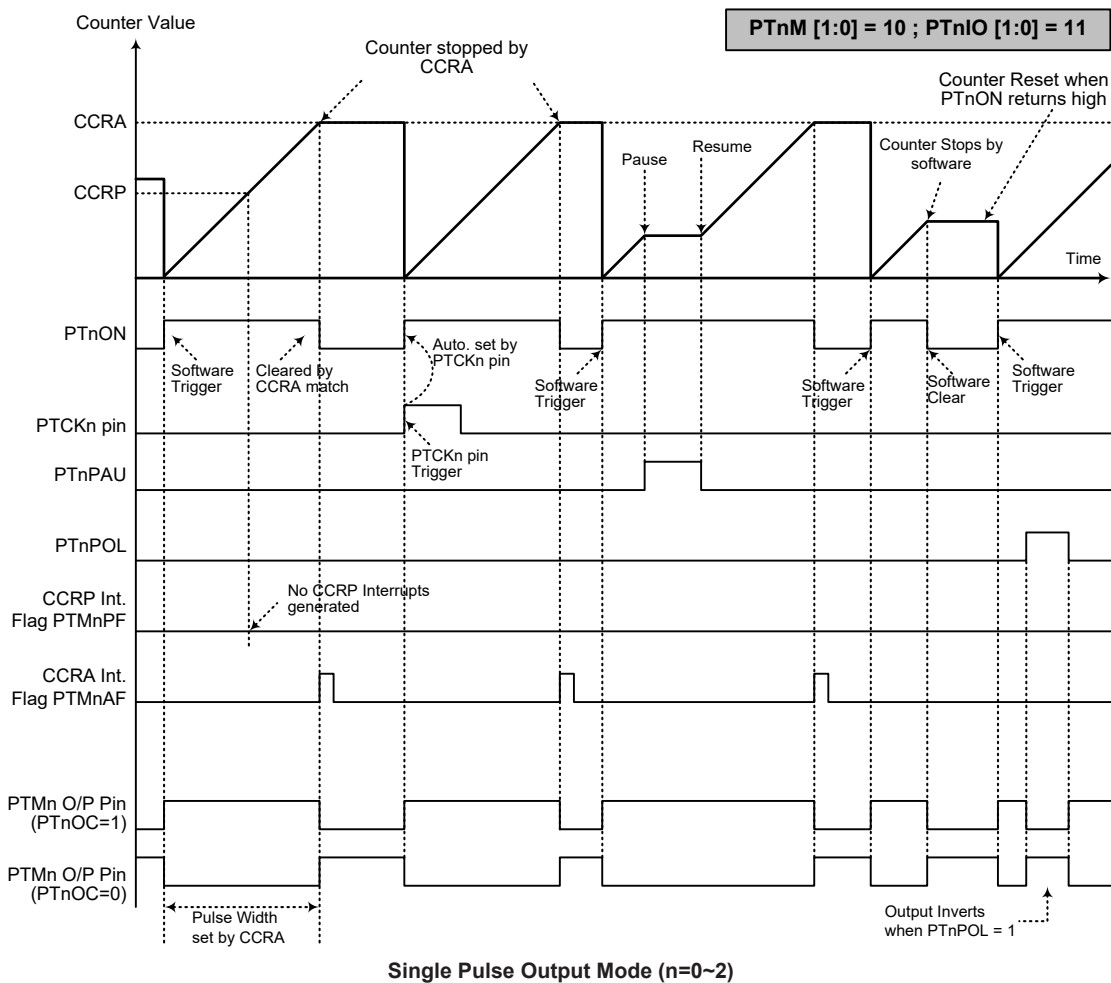 Counter Value
PTnM [1:0] = 10 ; PTnIO [1:0] = 11
Counter stopped by
CCRA
Counter Reset when
PTnON returns high
CCRA
Pause
Resume
Counter Stops by
software
CCRP
Time
PTnON
Software
Trigger
Cleared by
CCRA match
Auto. set by
PTCKn pin
Software
Trigger
Software
Trigger
Software
Clear
Software
Trigger
PTCKn pin
PTCKn pin
Trigger
PTnPAU
PTnPOL
No CCRP Interrupts
generated
CCRP Int.
Flag PTMnPF
CCRA Int.
Flag PTMnAF
PTMn O/P Pin
(PTnOC=1)
PTMn O/P Pin
(PTnOC=0)
Pulse Width
set by CCRA
Output Inverts
when PTnPOL = 1
Single Pulse Output Mode (n=0~2)